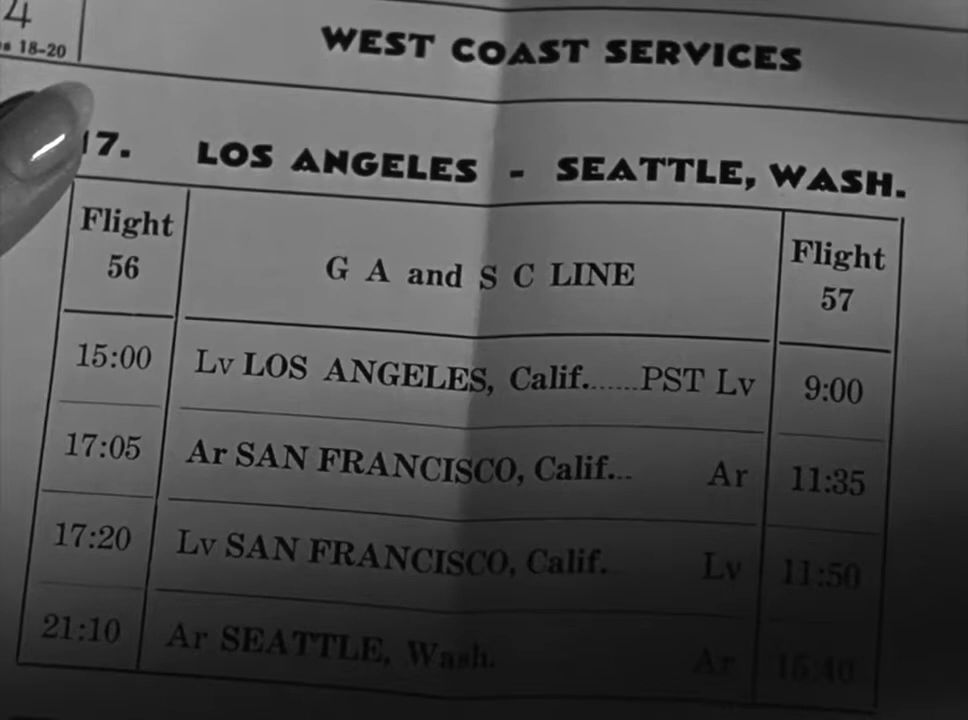 4
18-20
WEST COAST SERVICES
17. LOS ANGELES - SEATTLE, WASH.
Flight 56 G A and S C LINE Flight 57
15:00 Lv LOS ANGELES, Calif.......PST Lv 9:00
17:05 Ar SAN FRANCISCO, Calif... Ar 11:35
17:20 Lv SAN FRANCISCO, Calif. Lv 11:50
21:10 Ar SEATTLE, Wash. Ar 15:40